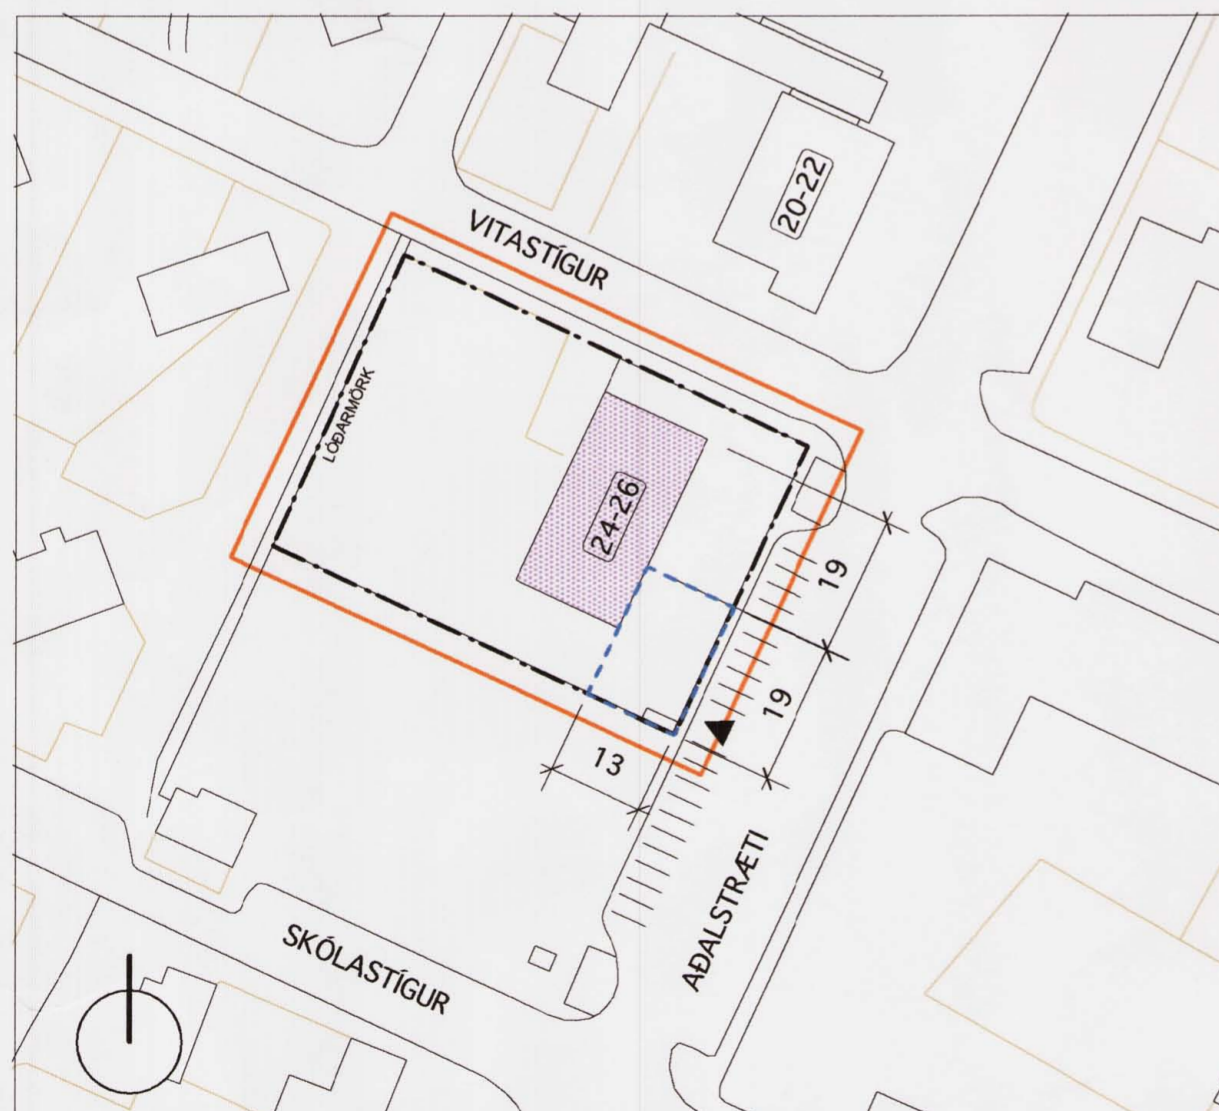 20-22
VITASTÍGUR
LÓÐARMÖRK
24-26
19
19
13
AÐALSTRÆTI
SKÓLASTÍGUR